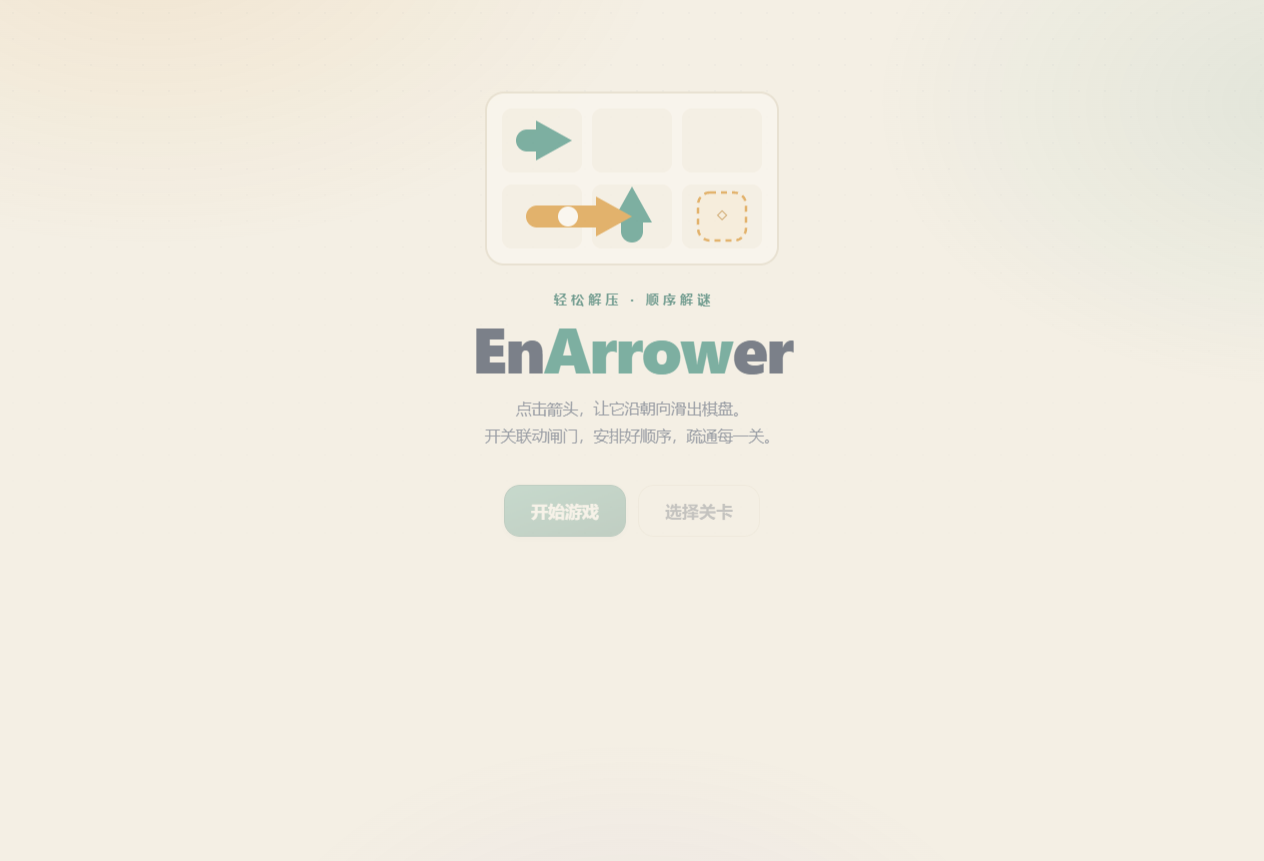 轻松解压 · 顺序解谜
EnArrower
点击箭头，让它沿朝向滑出棋盘。
开关联动闸门，安排好顺序，疏通每一关。
开始游戏
选择关卡